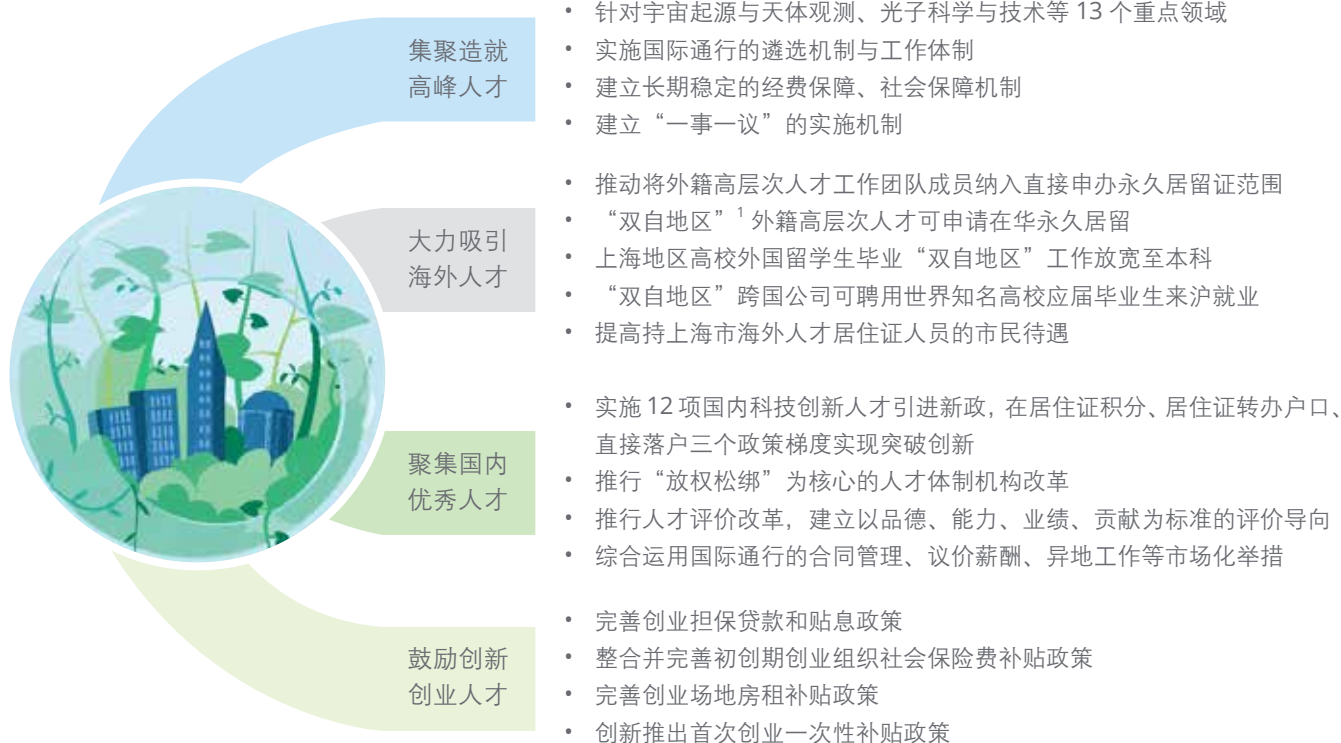 集聚造就
高峰人才
• 针对宇宙起源与天体观测、光子科学与技术等 13 个重点领域
• 实施国际通行的遴选机制与工作体制
• 建立长期稳定的经费保障、社会保障机制
• 建立“一事一议”的实施机制
大力吸引
海外人才
• 推动将外籍高层次人才工作团队成员纳入直接申办永久居留证范围
• “双自地区”1 外籍高层次人才可申请在华永久居留
• 上海地区高校外国留学生毕业“双自地区”工作放宽至本科
• “双自地区”跨国公司可聘用世界知名高校应届毕业生来沪就业
• 提高持上海市海外人才居住证人员的市民待遇
聚集国内
优秀人才
• 实施 12 项国内科技创新人才引进新政, 在居住证积分、居住证转办户口、
直接落户三个政策梯度实现突破创新
• 推行“放权松绑”为核心的人才体制机构改革
• 推行人才评价改革，建立以品德、能力、业绩、贡献为标准的评价导向
• 综合运用国际通行的合同管理、议价薪酬、异地工作等市场化举措
鼓励创新
创业人才
• 完善创业担保贷款和贴息政策
• 整合并完善初创期创业组织社会保险费补贴政策
• 完善创业场地房租补贴政策
• 创新推出首次创业一次性补贴政策